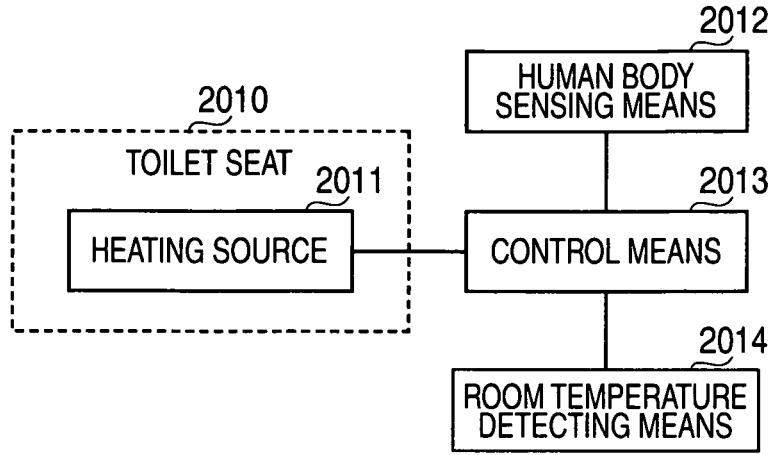 2012
HUMAN BODY
SENSING MEANS
2010
TOILET SEAT
2011
HEATING SOURCE
2013
CONTROL MEANS
2014
ROOM TEMPERATURE
DETECTING MEANS